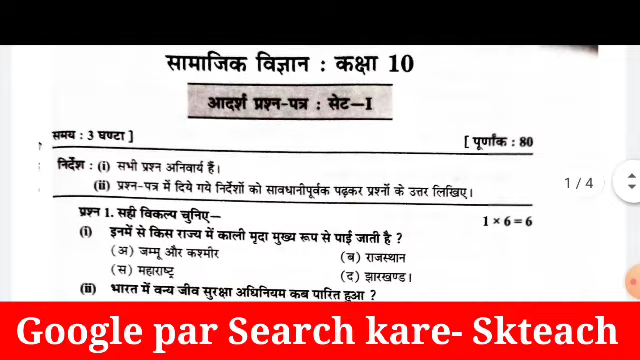 सामाजिक विज्ञान : कक्षा 10
आदर्श प्रश्न-पत्र : सेट-I
समय : 3 घण्टा ]
[ पूर्णांक : 80
निर्देश : (i) सभी प्रश्न अनिवार्य हैं।
(ii) प्रश्न-पत्र में दिये गये निर्देशों को सावधानीपूर्वक पढ़कर प्रश्नों के उत्तर लिखिए।
1 / 4
प्रश्न 1. सही विकल्प चुनिए—
1 × 6 = 6
(i) इनमें से किस राज्य में काली मृदा मुख्य रूप से पाई जाती है ?
(अ) जम्मू और कश्मीर
(ब) राजस्थान
(स) महाराष्ट्र
(द) झारखण्ड।
(ii) भारत में वन्य जीव सुरक्षा अधिनियम कब पारित हुआ ?
Google par Search kare- Skteach